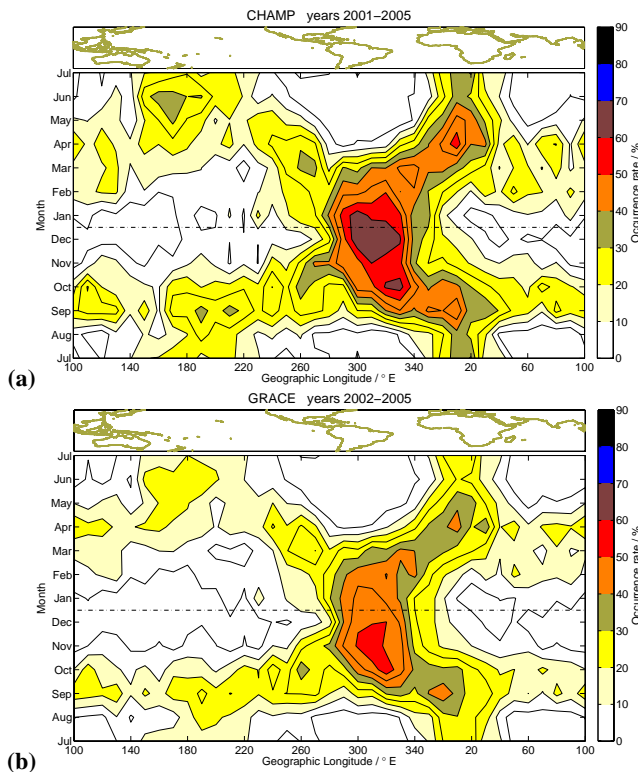 CHAMP years 2001−2005
Jul
Jun
May
Apr
Mar
Feb
Jan
Dec
Nov
Oct
Sep
Aug
Jul
Month
100 140 180 220 260 300 340 20 60 100
Geographic Longitude / ° E
90
80
70
60
50
40
30
20
10
0
Occurrence rate / %
(a)
GRACE years 2002−2005
Jul
Jun
May
Apr
Mar
Feb
Jan
Dec
Nov
Oct
Sep
Aug
Jul
Month
100 140 180 220 260 300 340 20 60 100
Geographic Longitude / ° E
90
80
70
60
50
40
30
20
10
0
Occurrence rate / %
(b)